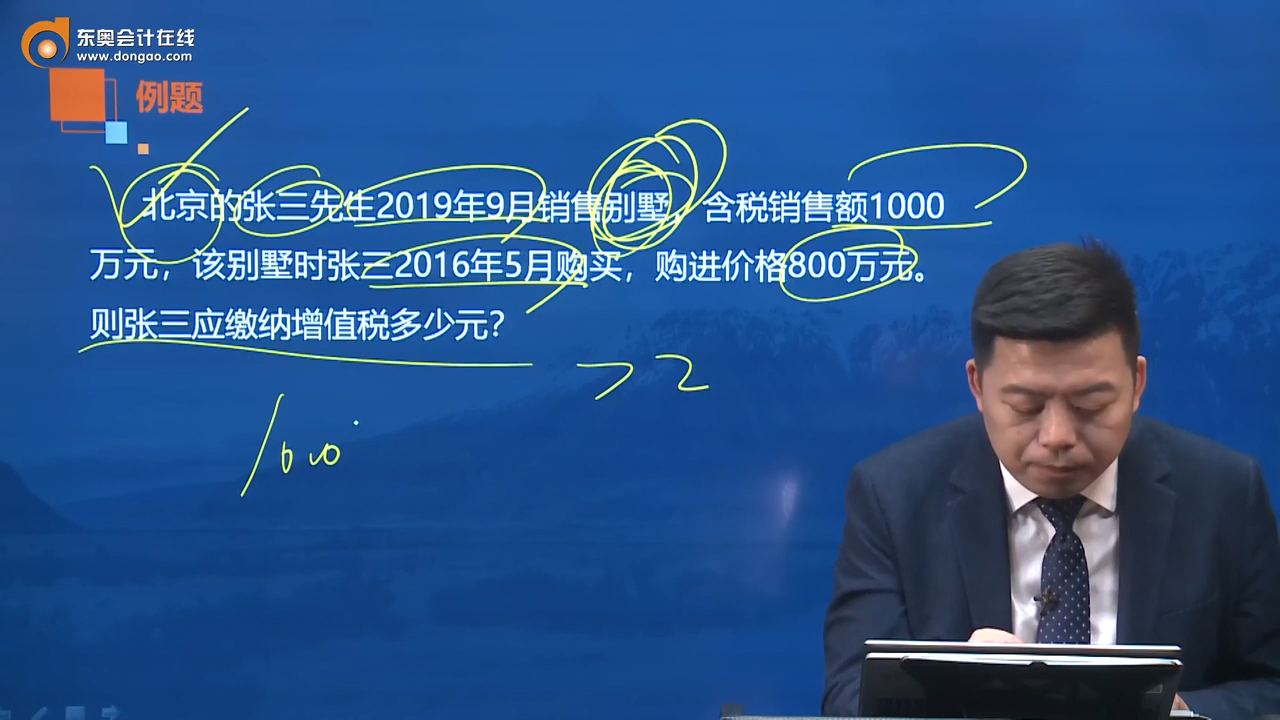 东奥会计在线
www.dongao.com
例题
北京的张三先生2019年9月销售别墅，含税销售额1000
万元，该别墅时张三2016年5月购买，购进价格800万元。
则张三应缴纳增值税多少元？
>2
1000